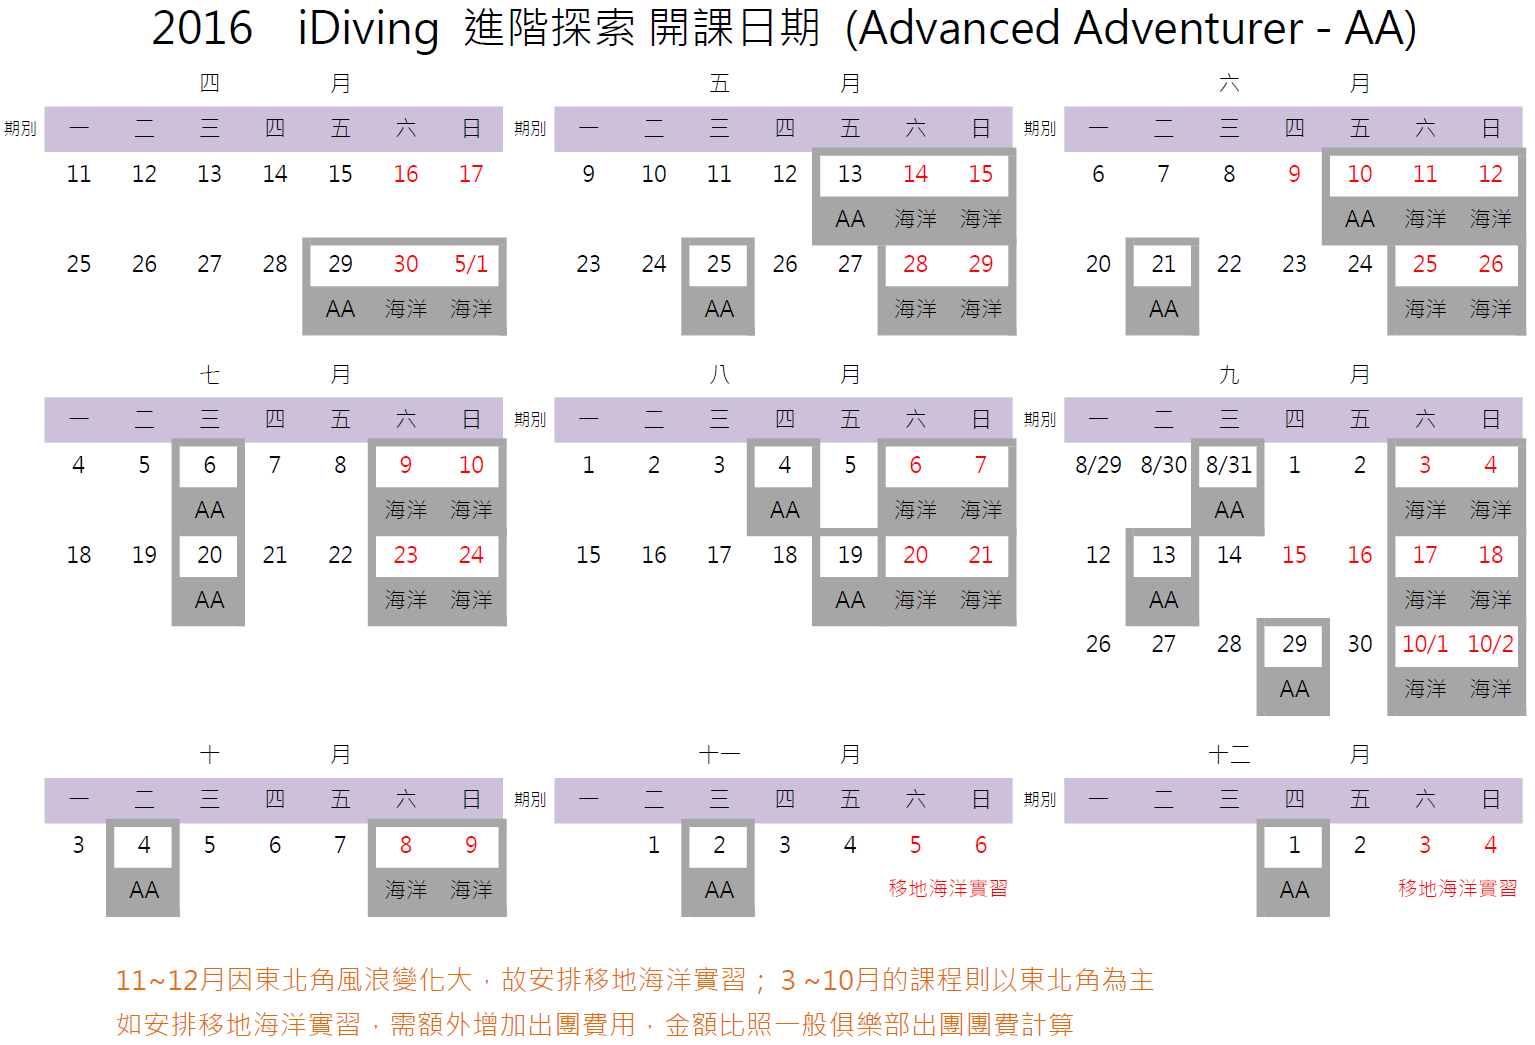 2016 iDiving 進階探索 開課日期 (Advanced Adventurer - AA)
四 月 五 月 六 月
期別 一 二 三 四 五 六 日 期別 一 二 三 四 五 六 日 期別 一 二 三 四 五 六 日
11 12 13 14 15 16 17 9 10 11 12 13 14 15 6 7 8 9 10 11 12
AA 海洋 海洋 AA 海洋 海洋
25 26 27 28 29 30 5/1 23 24 25 26 27 28 29 20 21 22 23 24 25 26
AA 海洋 海洋 AA 海洋 海洋 AA 海洋 海洋
七 月 八 月 九 月
一 二 三 四 五 六 日 期別 一 二 三 四 五 六 日 期別 一 二 三 四 五 六 日
4 5 6 7 8 9 10 1 2 3 4 5 6 7 8/29 8/30 8/31 1 2 3 4
AA 海洋 海洋 AA 海洋 海洋 AA 海洋 海洋
18 19 20 21 22 23 24 15 16 17 18 19 20 21 12 13 14 15 16 17 18
AA 海洋 海洋 AA 海洋 海洋 AA 海洋 海洋
26 27 28 29 30 10/1 10/2
AA 海洋 海洋
十 月 十一 月 十二 月
一 二 三 四 五 六 日 期別 一 二 三 四 五 六 日 期別 一 二 三 四 五 六 日
3 4 5 6 7 8 9 1 2 3 4 5 6 1 2 3 4
AA 海洋 海洋 AA 移地海洋實習 AA 移地海洋實習
11~12月因東北角風浪變化大，故安排移地海洋實習； 3 ~10月的課程則以東北角為主
如安排移地海洋實習，需額外增加出團費用，金額比照一般俱樂部出團團費計算